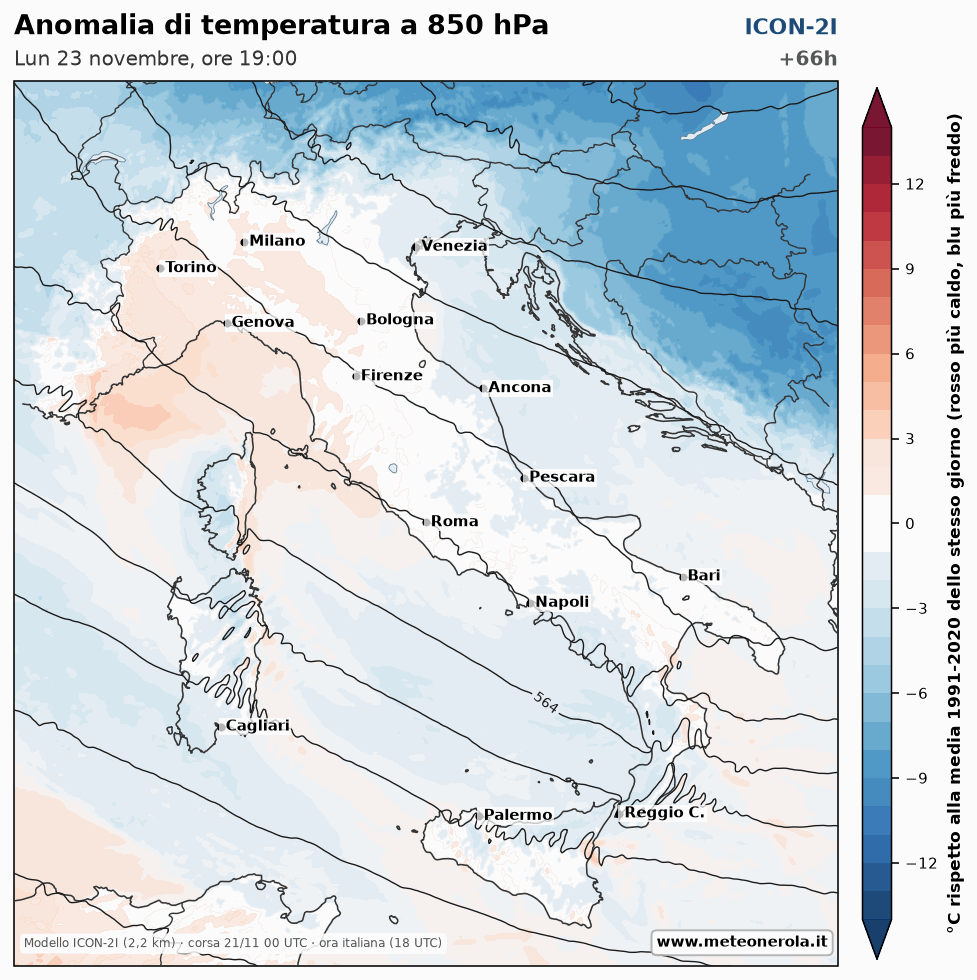 Anomalia di temperatura a 850 hPa
ICON-2I
Lun 23 novembre, ore 19:00
+66h
Milano
Venezia
Torino
Genova
Bologna
Firenze
Ancona
Pescara
Roma
Bari
Napoli
564
Cagliari
Palermo
Reggio C.
12
9
6
3
0
−3
−6
−9
−12
°C rispetto alla media 1991-2020 dello stesso giorno (rosso più caldo, blu più freddo)
Modello ICON-2I (2,2 km) · corsa 21/11 00 UTC · ora italiana (18 UTC)
www.meteonerola.it